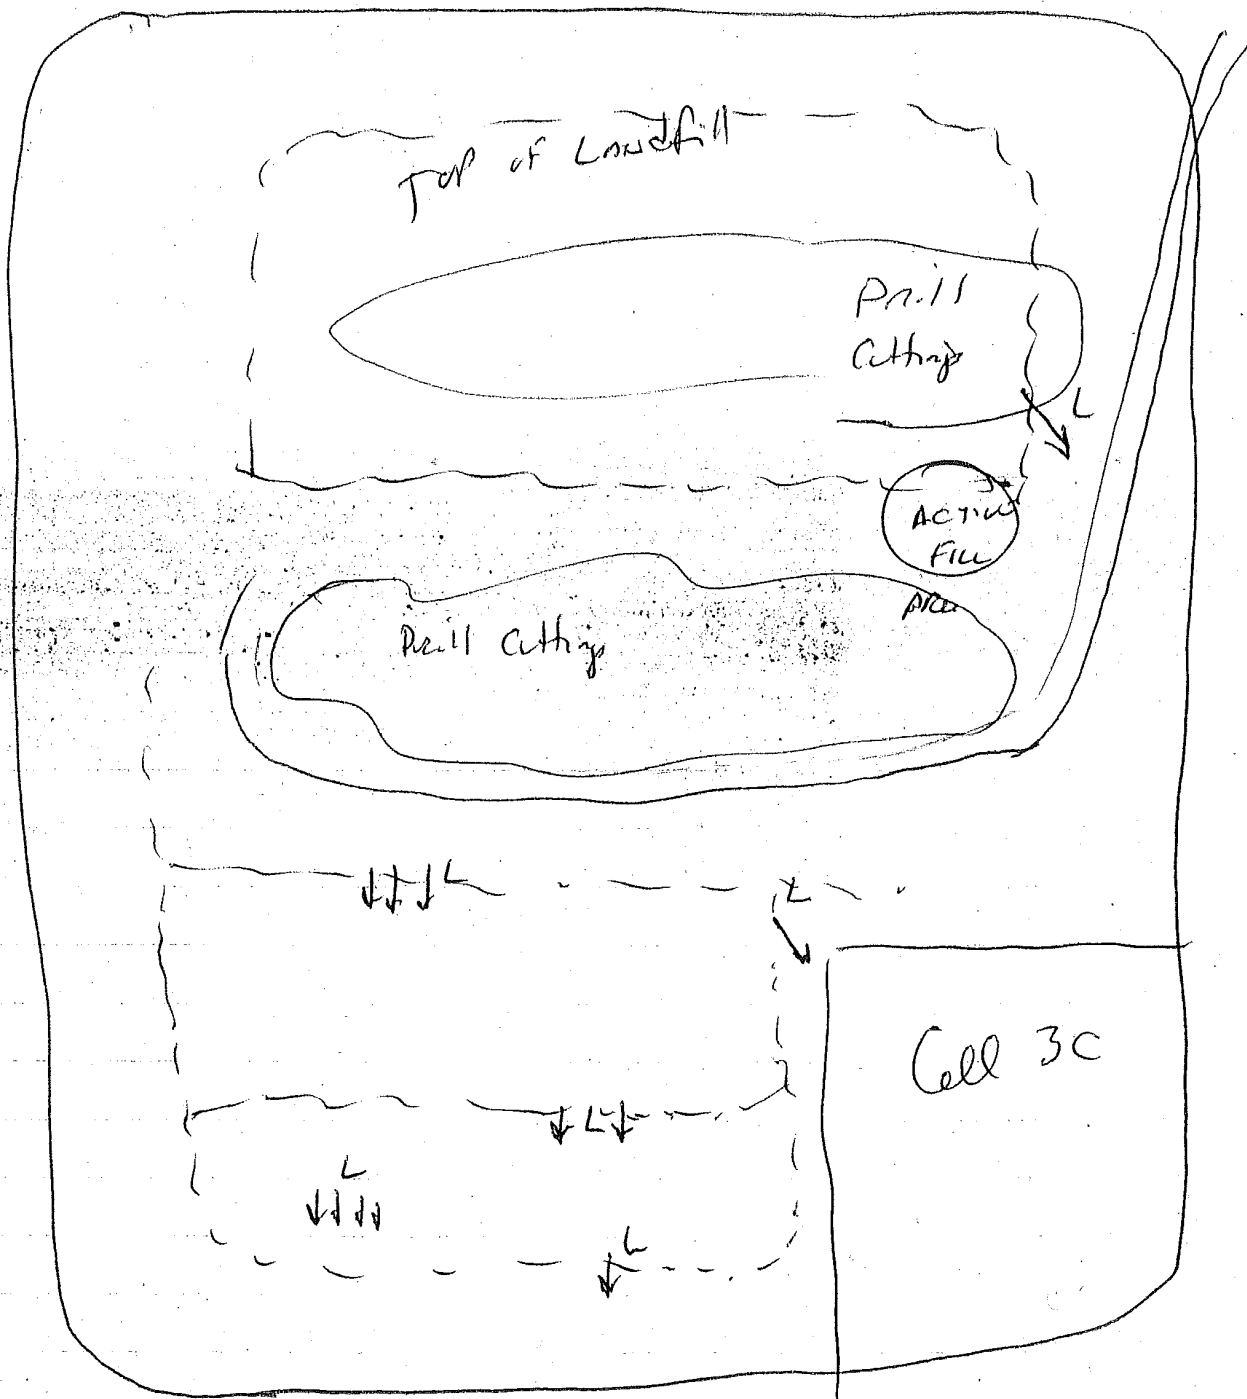 Top of Landfill
Drill
Cuttings
L
ACTIVE
FILL
AREA
Drill Cuttings
L
L
Cell 3C
L
L
L